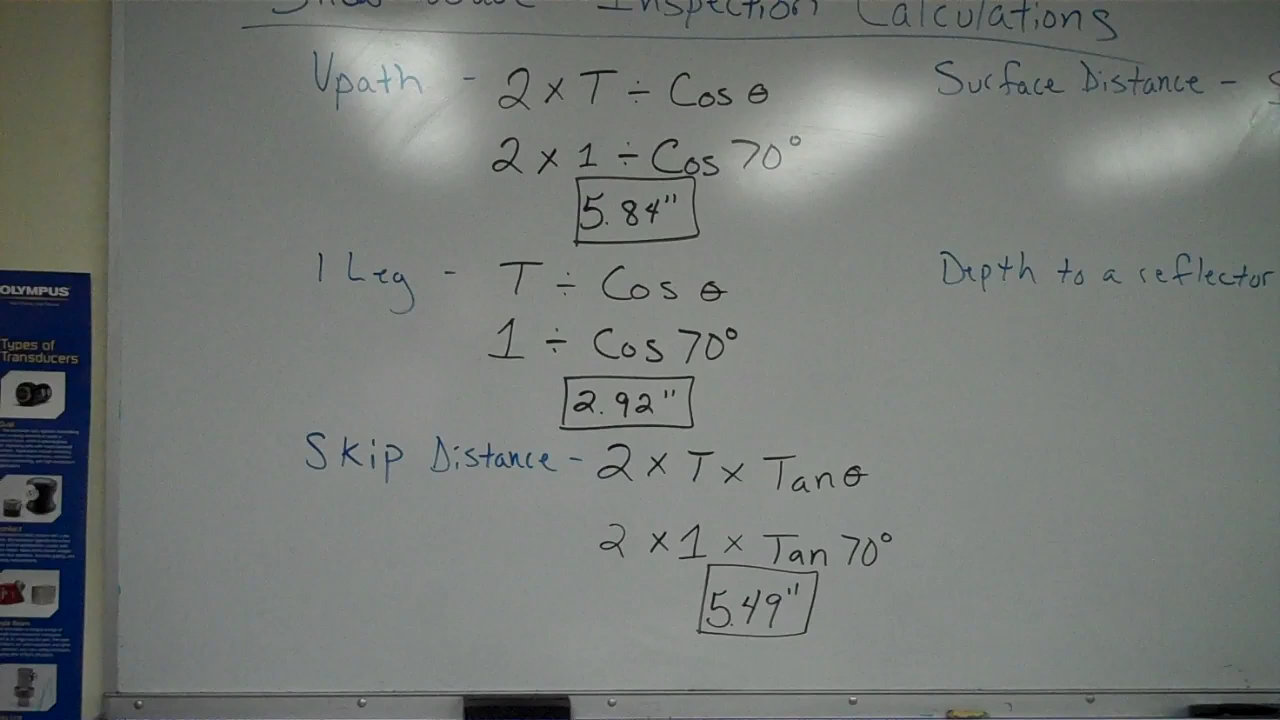 Inspection Calculations
Vpath - 2 × T ÷ Cos θ
2 × 1 ÷ Cos 70°
5.84"
1 Leg - T ÷ Cos θ
1 ÷ Cos 70°
2.92"
Skip Distance - 2 × T × Tan θ
2 × 1 × Tan 70°
5.49"
Surface Distance -
Depth to a reflector
OLYMPUS
Types of
Transducers